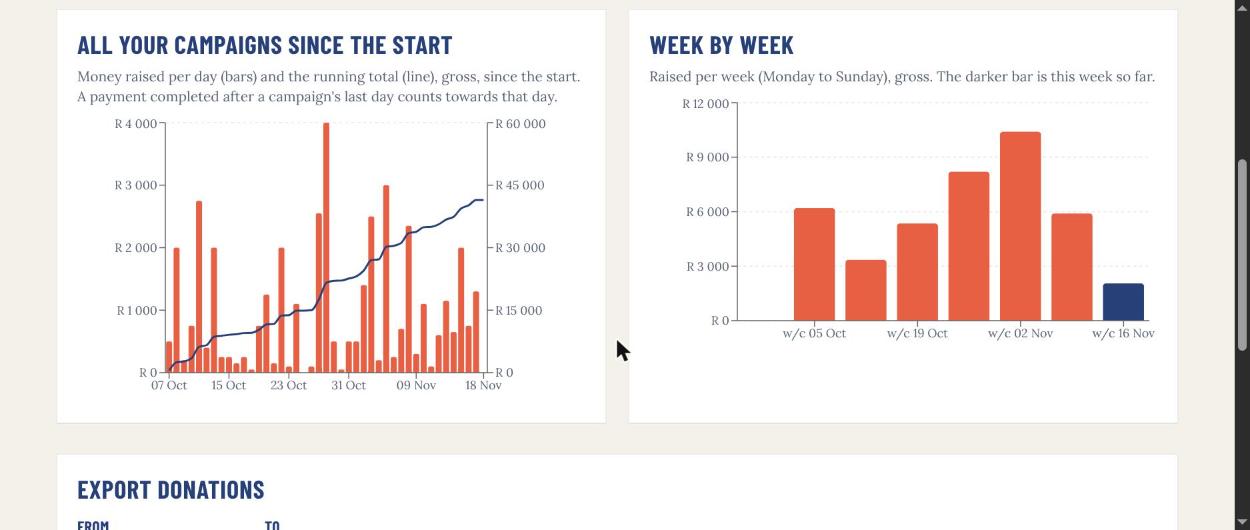 ALL YOUR CAMPAIGNS SINCE THE START
Money raised per day (bars) and the running total (line), gross, since the start.
A payment completed after a campaign's last day counts towards that day.
R 4 000
R 3 000
R 2 000
R 1 000
R 0
R 60 000
R 45 000
R 30 000
R 15 000
R 0
07 Oct
15 Oct
23 Oct
31 Oct
09 Nov
18 Nov
WEEK BY WEEK
Raised per week (Monday to Sunday), gross. The darker bar is this week so far.
R 12 000
R 9 000
R 6 000
R 3 000
R 0
w/c 05 Oct
w/c 19 Oct
w/c 02 Nov
w/c 16 Nov
EXPORT DONATIONS
FROM
TO